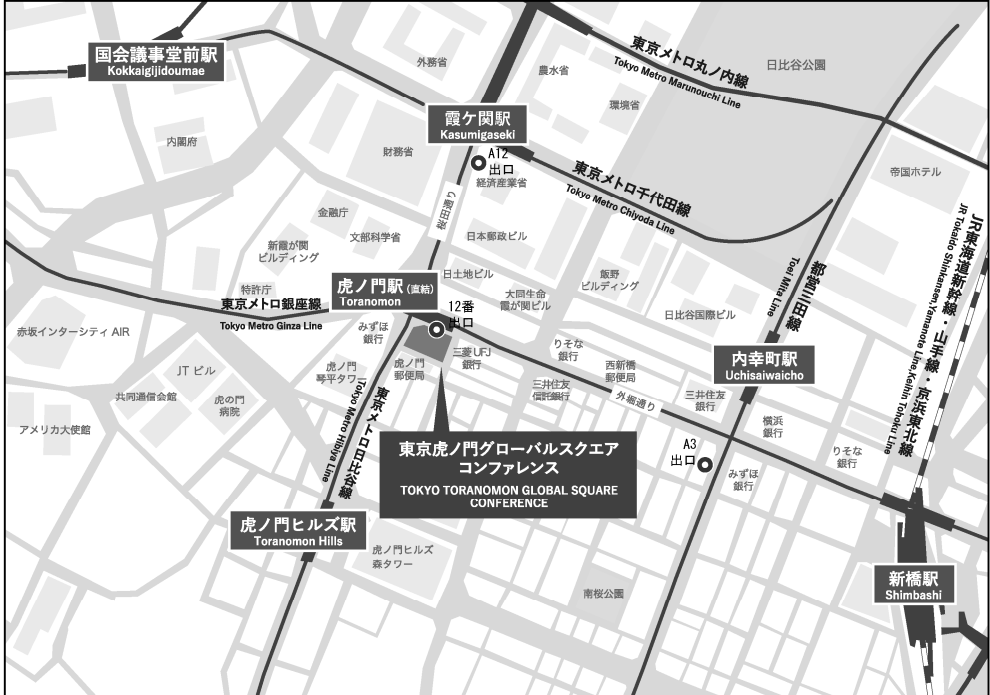 国会議事堂前駅
Kokkaigijidoumae
外務省
農水省
環境省
東京メトロ丸ノ内線
Tokyo Metro Marunouchi Line
日比谷公園
霞ケ関駅
Kasumigaseki
内閣府
財務省
A12
出口
経済産業省
東京メトロ千代田線
Tokyo Metro Chiyoda Line
帝国ホテル
桜田通り
金融庁
文部科学省
日本郵政ビル
新霞が関
ビルディング
特許庁
虎ノ門駅(直結)
Toranomon
日土地ビル
飯野
ビルディング
大同生命
霞が関ビル
日比谷国際ビル
都営三田線
Toei Mita Line
JR東海道新幹線・山手線・京浜東北線
JR Tokaido Shinkansen,Yamanote Line,Keihin Tohoku Line
東京メトロ銀座線
Tokyo Metro Ginza Line
12番
出口
みずほ
銀行
赤坂インターシティ AIR
JT ビル
虎ノ門
琴平タワー
虎ノ門
郵便局
三菱UFJ
銀行
りそな
銀行
西新橋
郵便局
内幸町駅
Uchisaiwaicho
共同通信会館
虎の門
病院
三井住友
信託銀行
外堀通り
三井住友
銀行
横浜
銀行
アメリカ大使館
東京メトロ日比谷線
Tokyo Metro Hibiya Line
東京虎ノ門グローバルスクエア
コンファレンス
TOKYO TORANOMON GLOBAL SQUARE
CONFERENCE
A3
出口
みずほ
銀行
りそな
銀行
虎ノ門ヒルズ駅
Toranomon Hills
虎ノ門ヒルズ
森タワー
南桜公園
新橋駅
Shimbashi